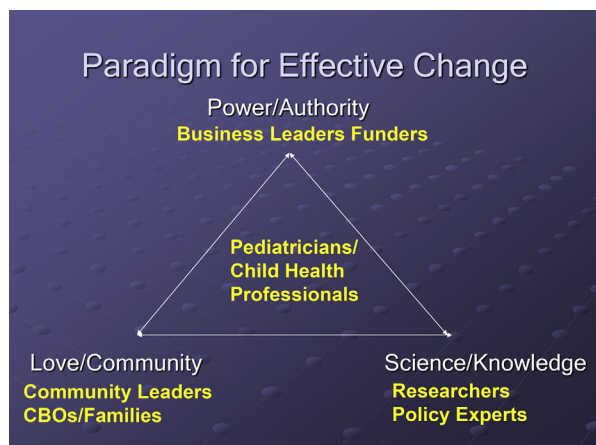 Paradigm for Effective Change
Power/Authority
Business Leaders Funders
Pediatricians/
Child Health
Professionals
Love/Community
Community Leaders
CBOs/Families
Science/Knowledge
Researchers
Policy Experts